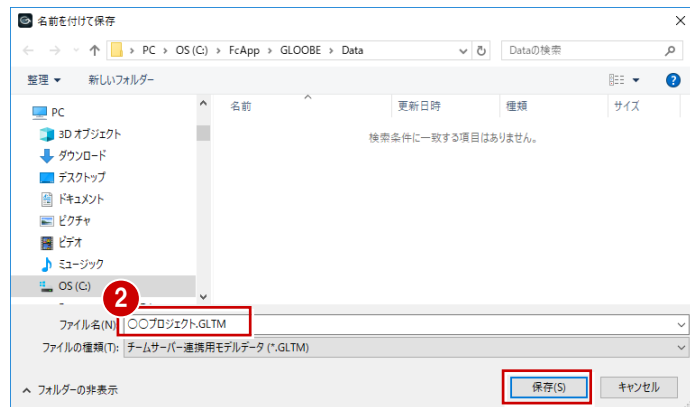 名前を付けて保存
PC › OS (C:) › FcApp › GLOOBE › Data
Dataの検索
整理 新しいフォルダー
名前 更新日時 種類 サイズ
検索条件に一致する項目はありません。
PC
3D オブジェクト
ダウンロード
デスクトップ
ドキュメント
ピクチャ
ビデオ
ミュージック
OS (C:)
2
ファイル名(N): 〇〇プロジェクト.GLTM
ファイルの種類(T): チームサーバー連携用モデルデータ (*.GLTM)
フォルダーの非表示
保存(S) キャンセル